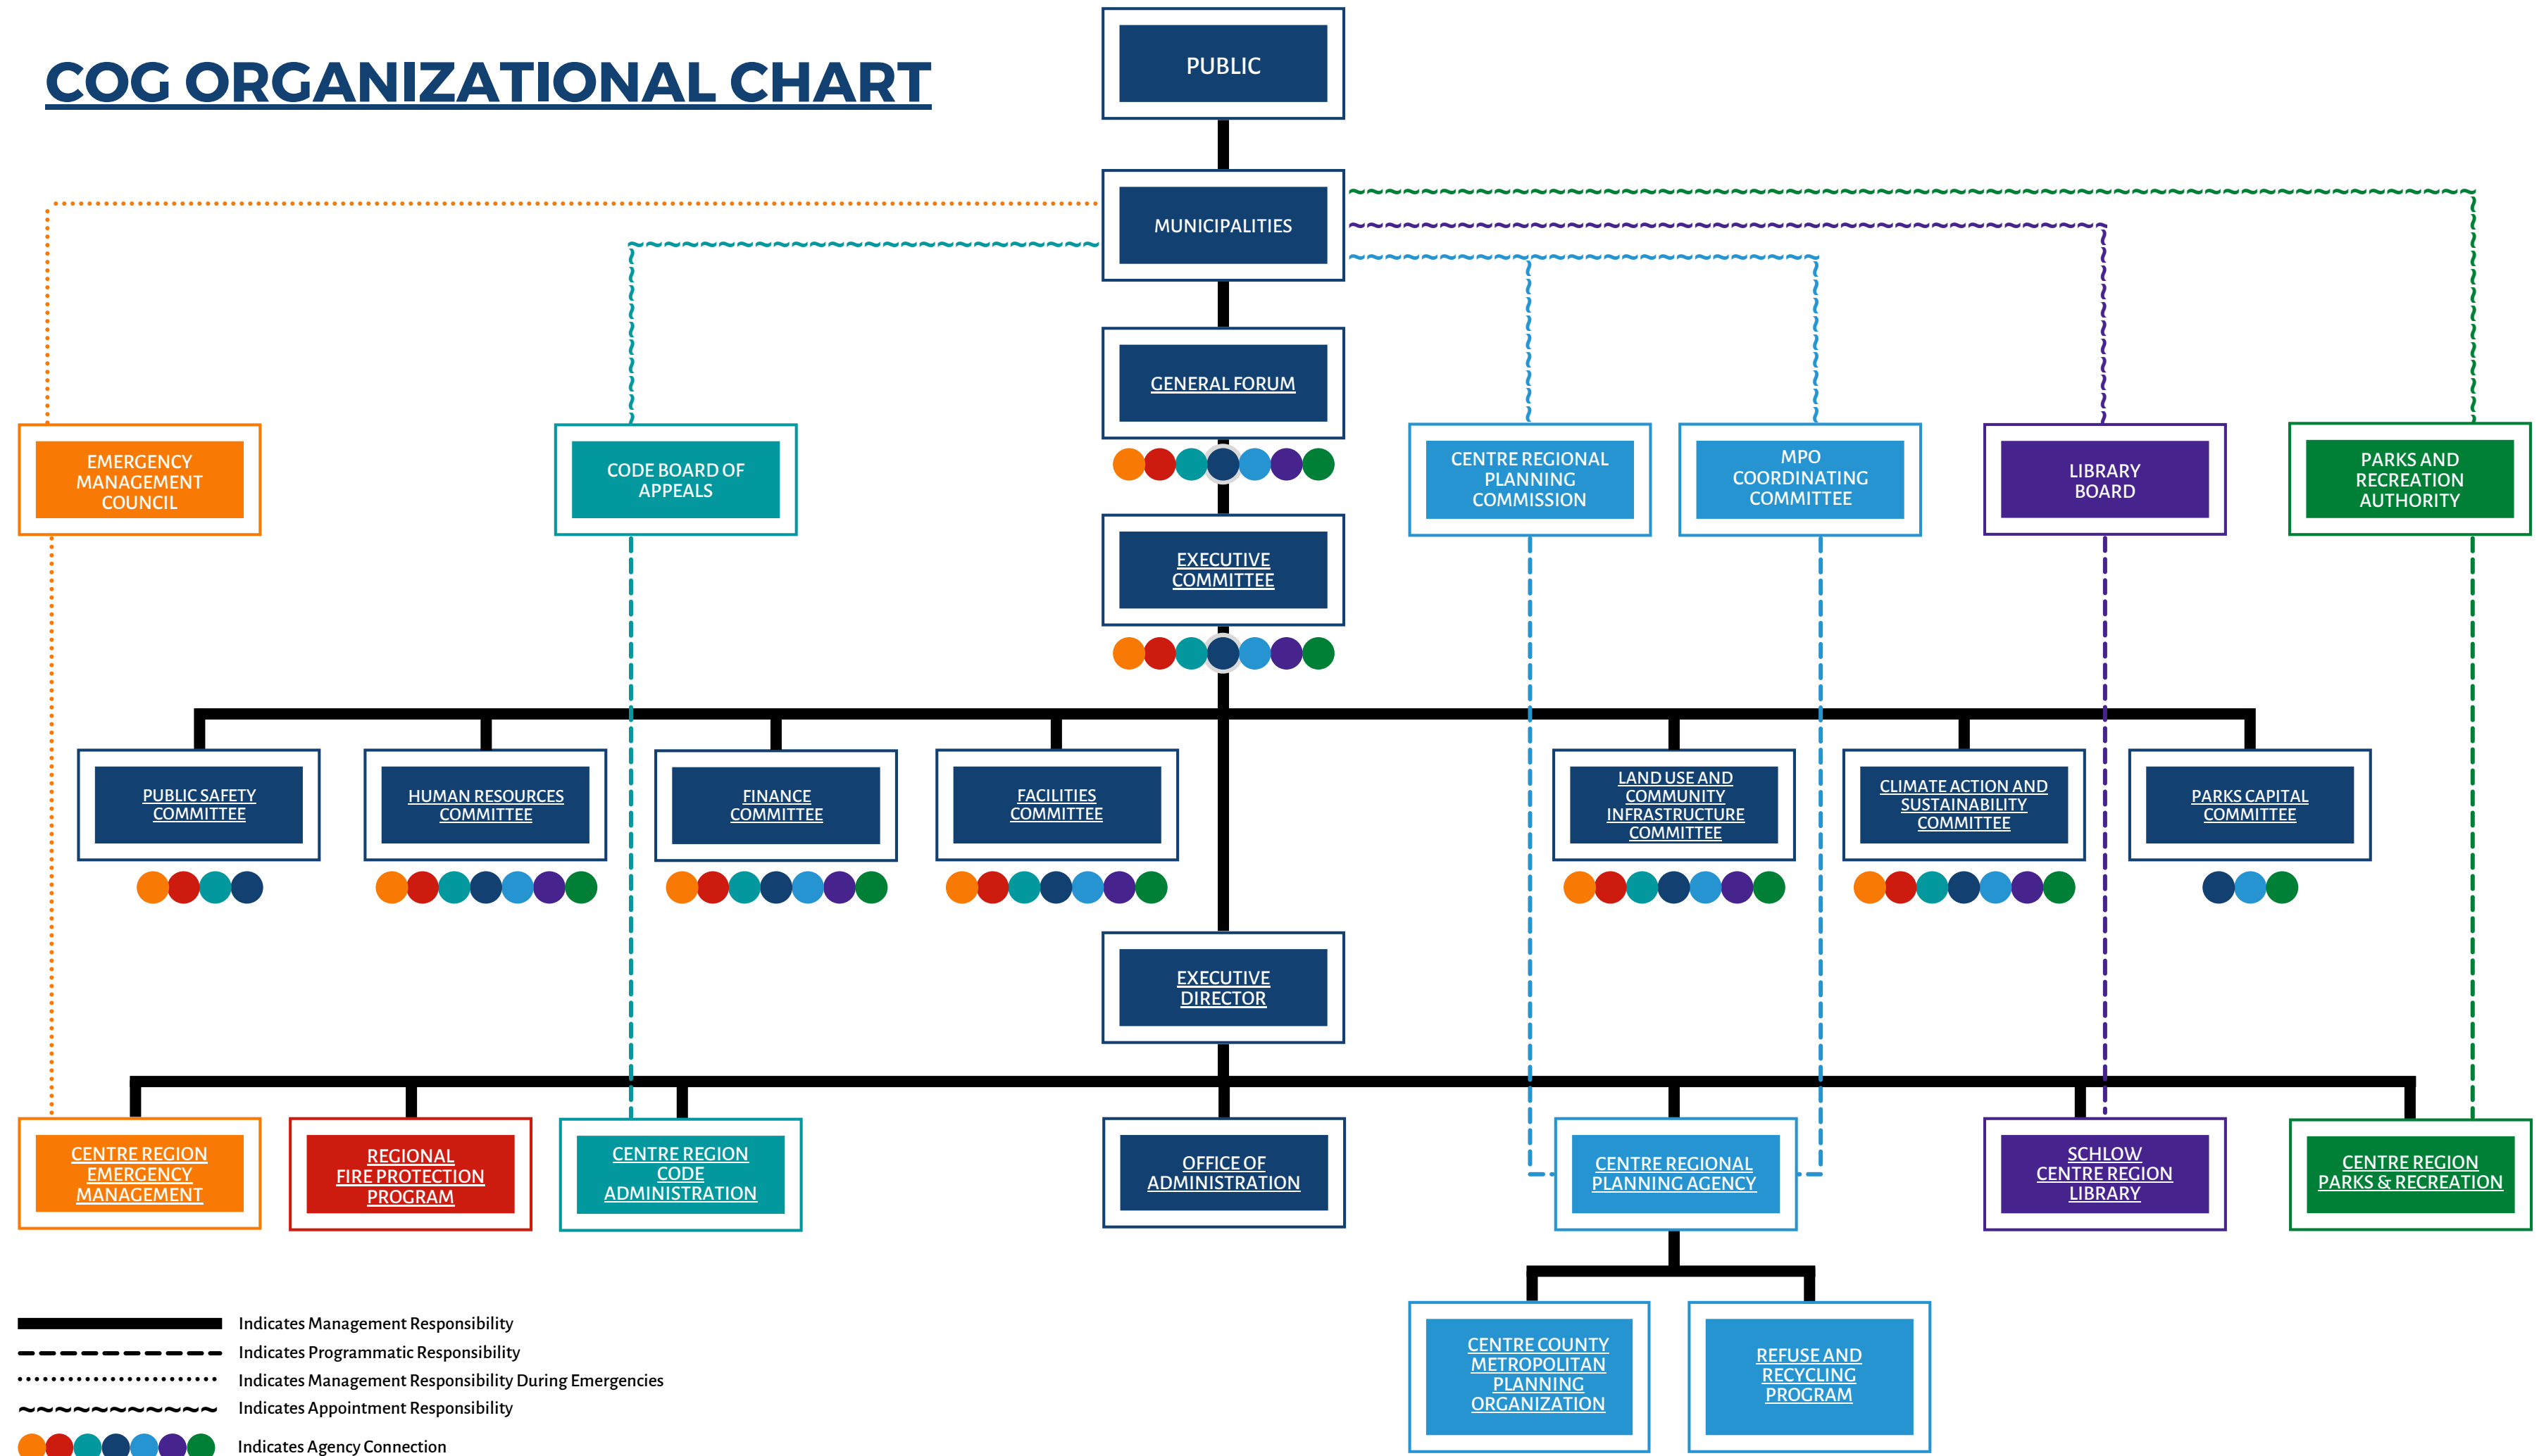 COG ORGANIZATIONAL CHART
PUBLIC
MUNICIPALITIES
GENERAL FORUM
EMERGENCY
MANAGEMENT
COUNCIL
CODE BOARD OF
APPEALS
CENTRE REGIONAL
PLANNING
COMMISSION
MPO
COORDINATING
COMMITTEE
LIBRARY
BOARD
PARKS AND
RECREATION
AUTHORITY
EXECUTIVE
COMMITTEE
PUBLIC SAFETY
COMMITTEE
HUMAN RESOURCES
COMMITTEE
FINANCE
COMMITTEE
FACILITIES
COMMITTEE
LAND USE AND
COMMUNITY
INFRASTRUCTURE
COMMITTEE
CLIMATE ACTION AND
SUSTAINABILITY
COMMITTEE
PARKS CAPITAL
COMMITTEE
EXECUTIVE
DIRECTOR
CENTRE REGION
EMERGENCY
MANAGEMENT
REGIONAL
FIRE PROTECTION
PROGRAM
CENTRE REGION
CODE
ADMINISTRATION
OFFICE OF
ADMINISTRATION
CENTRE REGIONAL
PLANNING AGENCY
SCHLOW
CENTRE REGION
LIBRARY
CENTRE REGION
PARKS & RECREATION
CENTRE COUNTY
METROPOLITAN
PLANNING
ORGANIZATION
REFUSE AND
RECYCLING
PROGRAM
Indicates Management Responsibility
Indicates Programmatic Responsibility
Indicates Management Responsibility During Emergencies
Indicates Appointment Responsibility
Indicates Agency Connection